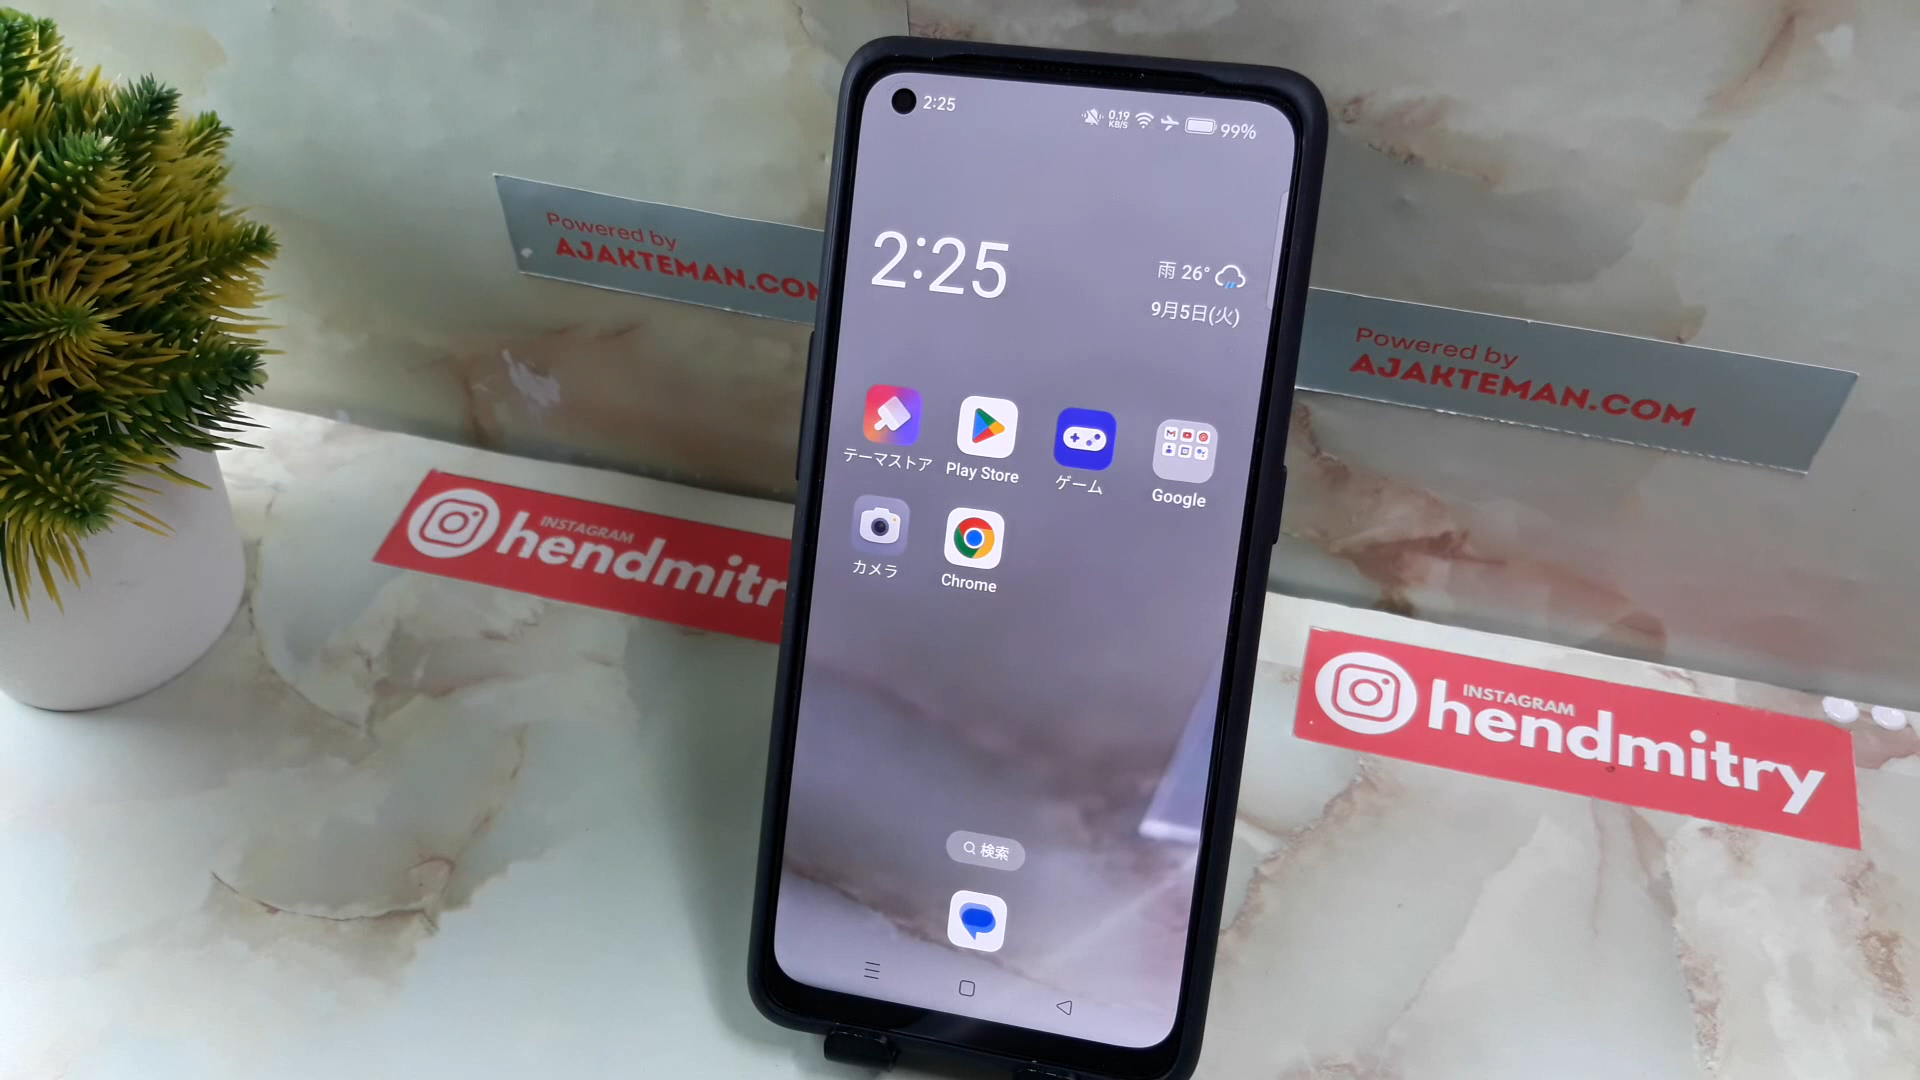 2:25
0.19
KB/S
99%
2:25
雨 26°
9月5日(火)
テーマストア
Play Store
ゲーム
Google
カメラ
Chrome
検索
Powered by
AJAKTEMAN.COM
Powered by
AJAKTEMAN.COM
INSTAGRAM
hendmitr
INSTAGRAM
hendmitry